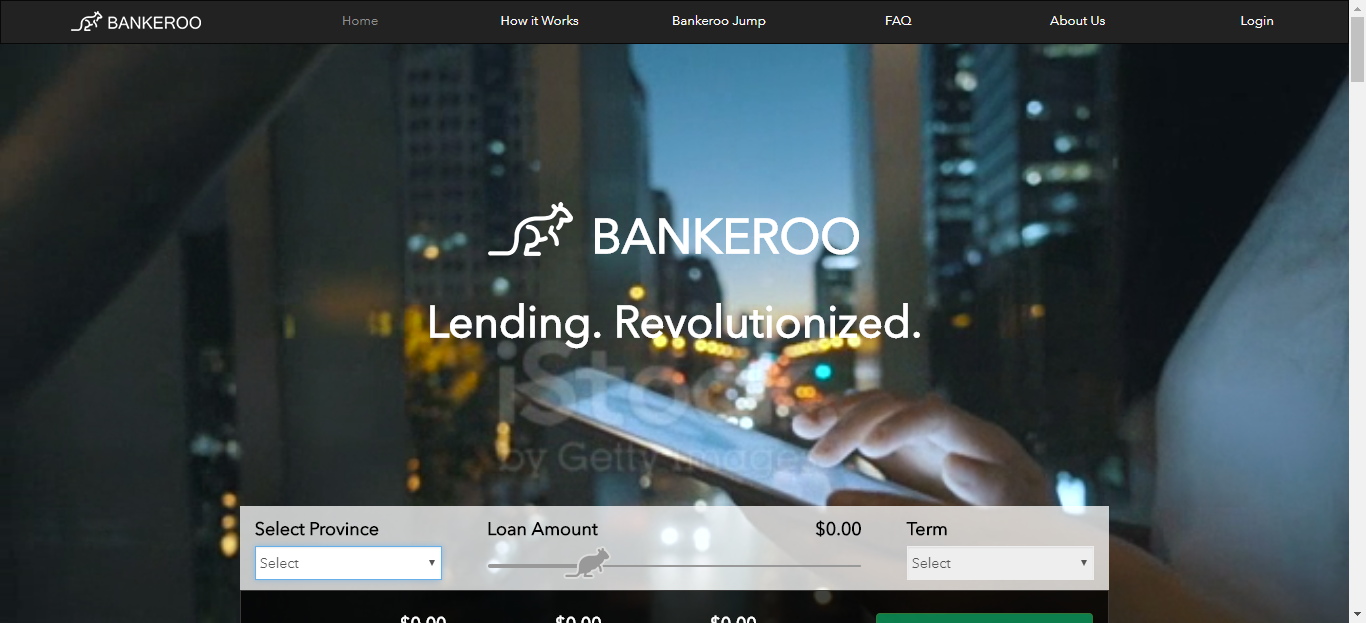 BANKEROO
Home
How it Works
Bankeroo Jump
FAQ
About Us
Login
BANKEROO
Lending. Revolutionized.
iStock
by Getty Images
Select Province
Loan Amount
$0.00
Term
Select
Select
$0.00
$0.00
$0.00